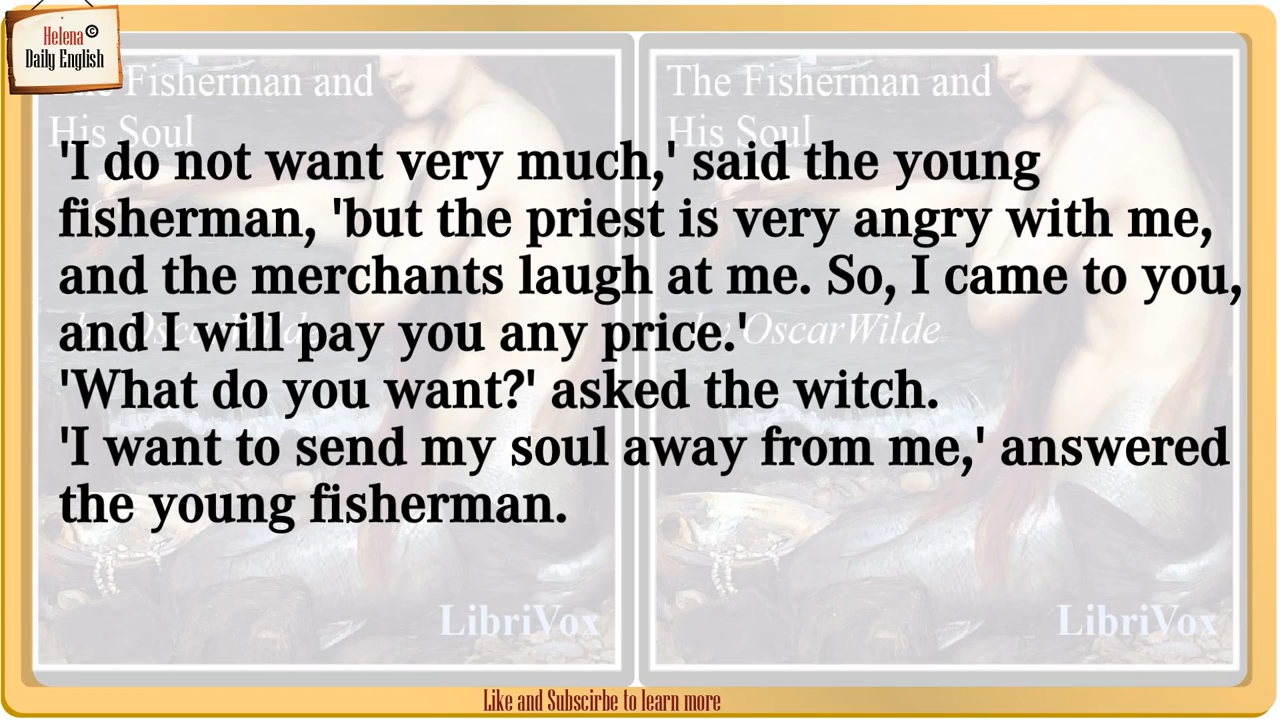 Helena©
Daily English
The Fisherman and
His Soul
The Fisherman and
His Soul
'I do not want very much,' said the young
fisherman, 'but the priest is very angry with me,
and the merchants laugh at me. So, I came to you,
and I will pay you any price.'
'What do you want?' asked the witch.
'I want to send my soul away from me,' answered
the young fisherman.
by Oscar Wilde
by OscarWilde
LibriVox
LibriVox
Like and Subscirbe to learn more